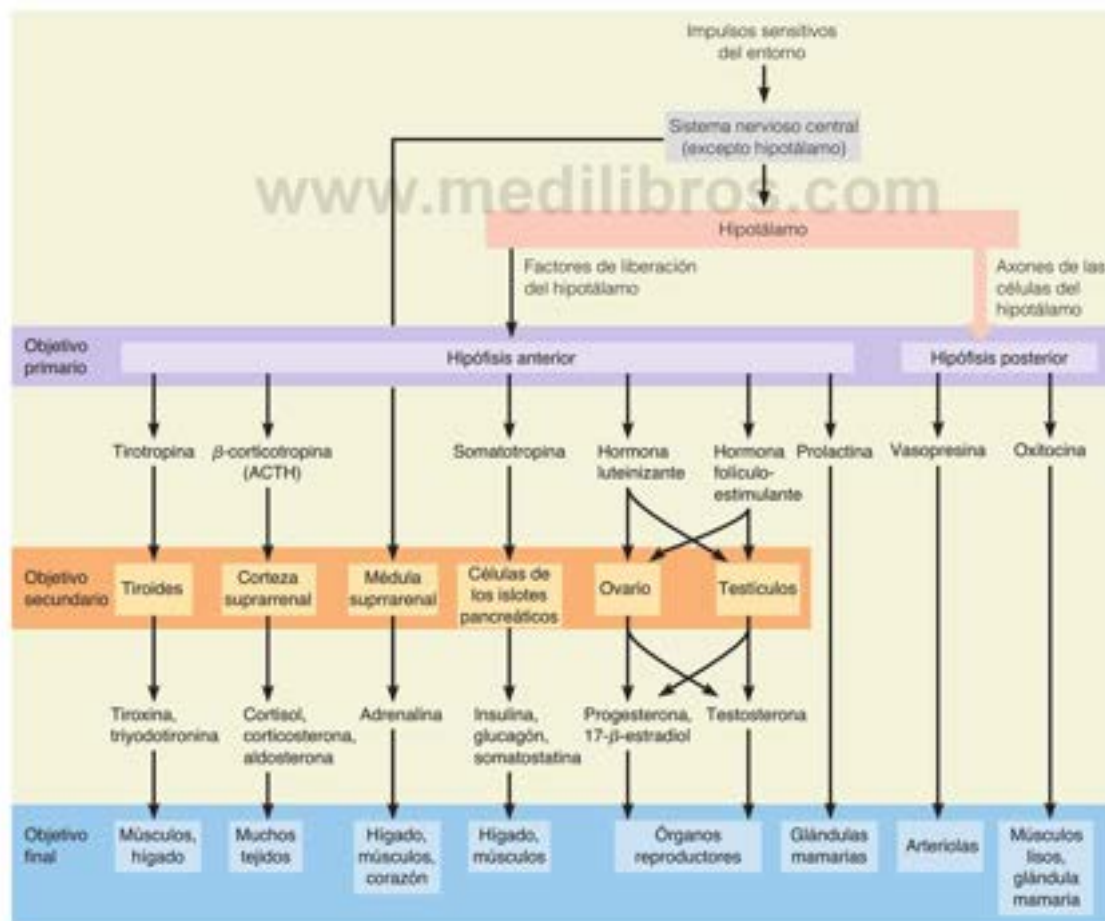 Impulsos sensitivos
del entorno
Sistema nervioso central
(excepto hipotálamo)
www.medilibros.com
Hipotálamo
Factores de liberación
del hipotálamo
Axones de las
células del
hipotálamo
Objetivo
primario
Hipófisis anterior
Hipófisis posterior
Tirotropina
β-corticotropina
(ACTH)
Somatotropina
Hormona
luteinizante
Hormona
folículo-
estimulante
Prolactina
Vasopresina
Oxitocina
Objetivo
secundario
Tiroides
Corteza
suprarrenal
Médula
suprrarenal
Células de
los islotes
pancreáticos
Ovario
Testículos
Tiroxina,
triyodotironina
Cortisol,
corticosterona,
aldosterona
Adrenalina
Insulina,
glucagón,
somatostatina
Progesterona,
17-β-estradiol
Testosterona
Objetivo
final
Músculos,
hígado
Muchos
tejidos
Hígado,
músculos,
corazón
Hígado,
músculos
Órganos
reproductores
Glándulas
mamarias
Arteriolas
Músculos
lisos,
glándula
mamaria